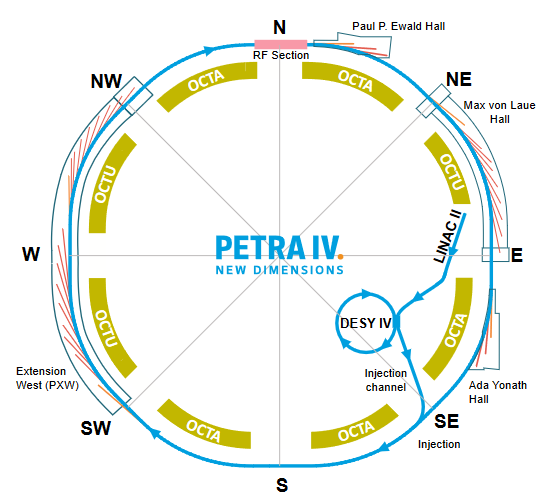 N
Paul P. Ewald Hall
RF Section
OCTA
OCTA
NW
NE
Max von Laue
Hall
OCTU
OCTU
LINAC II
W
PETRA IV.
NEW DIMENSIONS
E
OCTU
OCTA
DESY IV
Extension
West (PXW)
Injection
channel
Ada Yonath
Hall
SW
OCTA
OCTA
SE
Injection
S